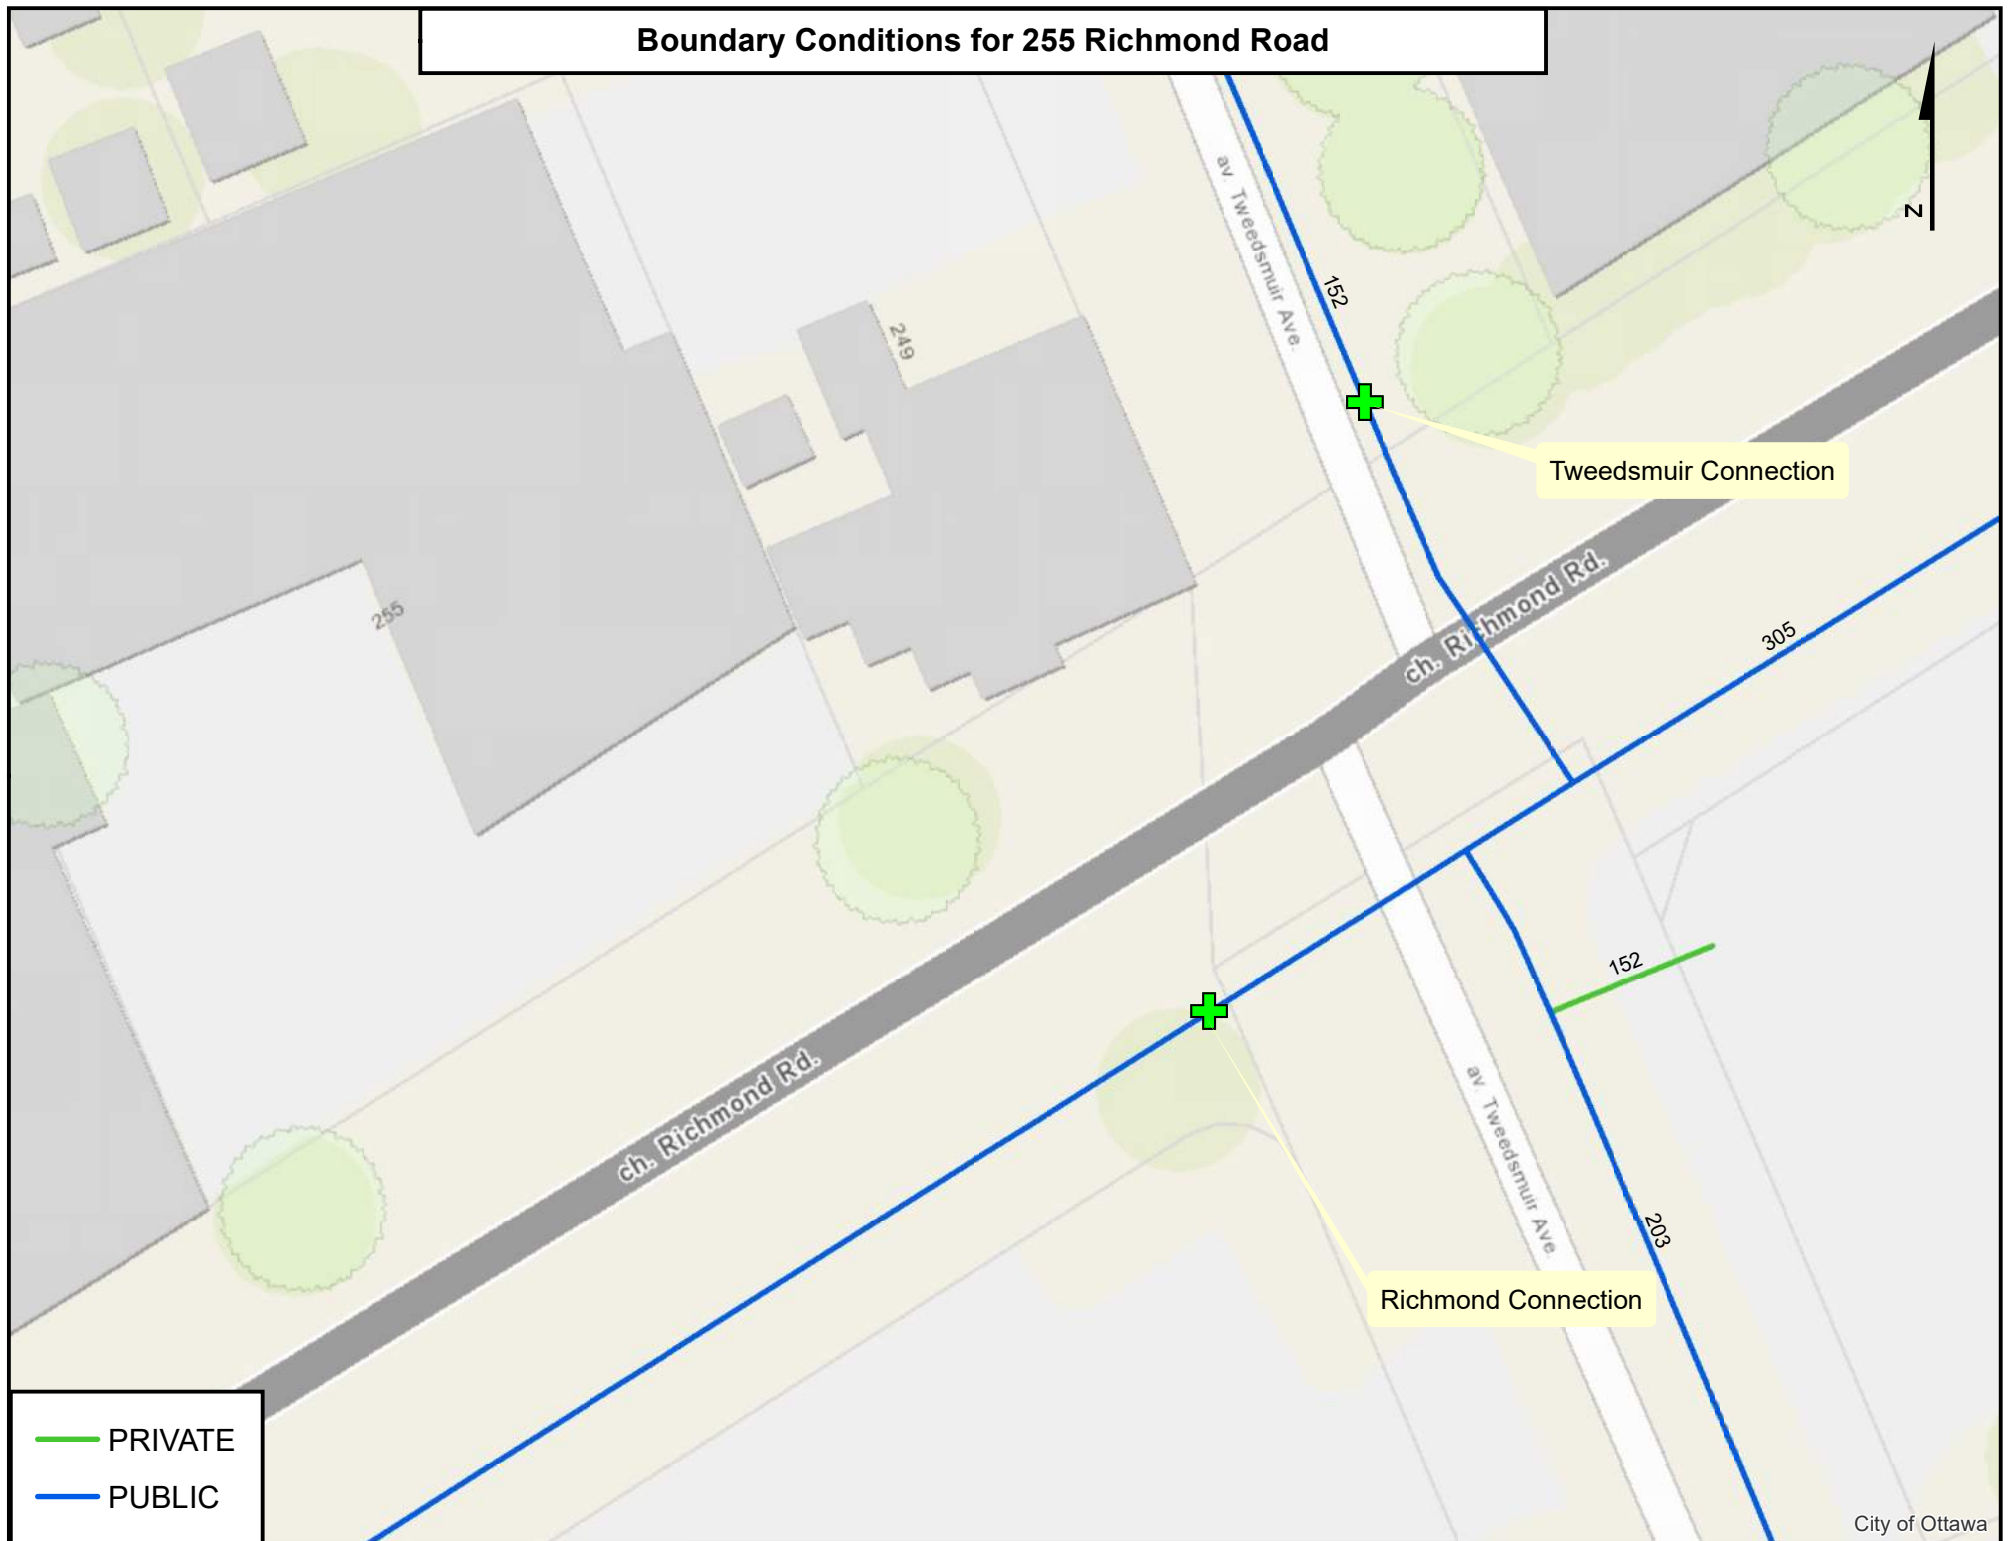 Boundary Conditions for 255 Richmond Road
N
av. Tweedsmuir Ave.
152
249
Tweedsmuir Connection
255
ch. Richmond Rd.
305
152
ch. Richmond Rd.
av. Tweedsmuir Ave.
203
Richmond Connection
PRIVATE
PUBLIC
City of Ottawa